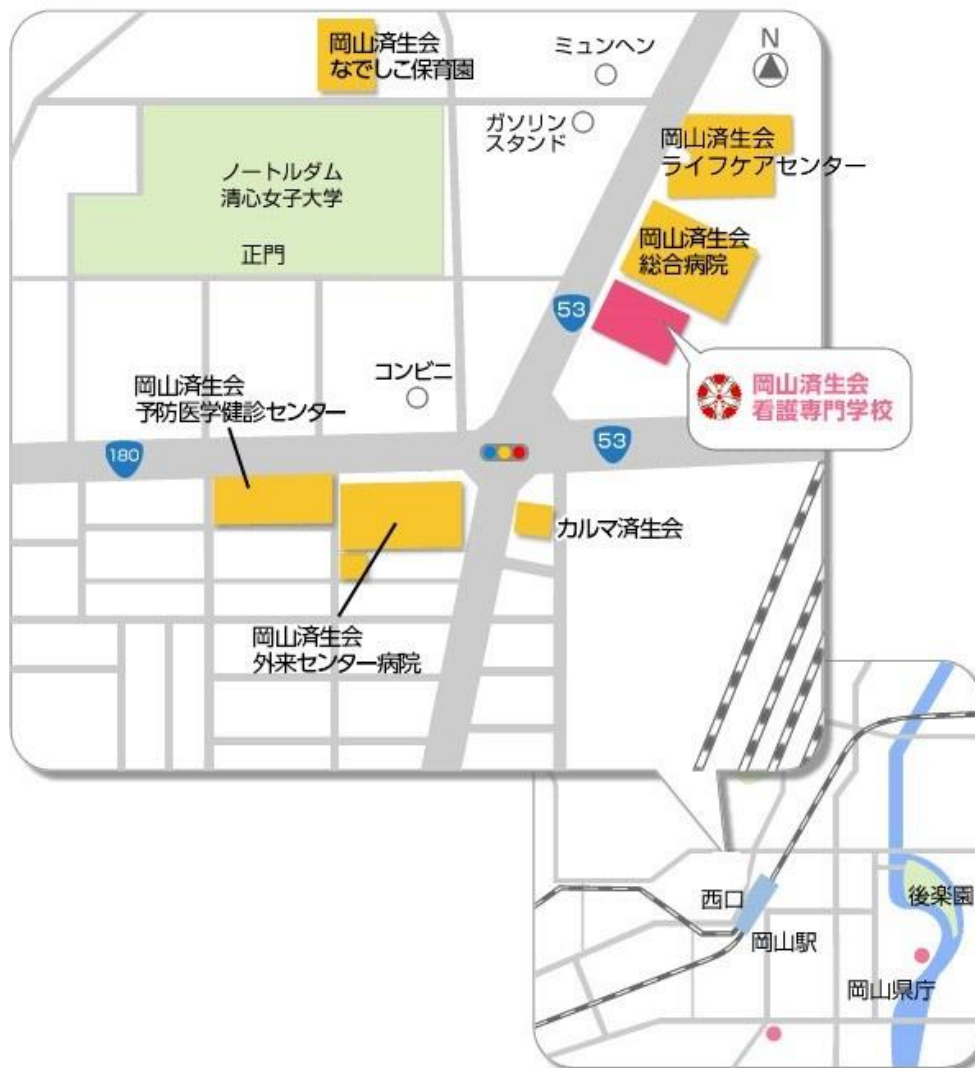 岡山済生会
なでしこ保育園
ミュンヘン
N
ガソリン
スタンド
岡山済生会
ライフケアセンター
ノートルダム
清心女子大学
正門
岡山済生会
総合病院
53
コンビニ
岡山済生会
看護専門学校
岡山済生会
予防医学健診センター
180
53
カルマ済生会
岡山済生会
外来センター病院
西口
後楽園
岡山駅
岡山県庁